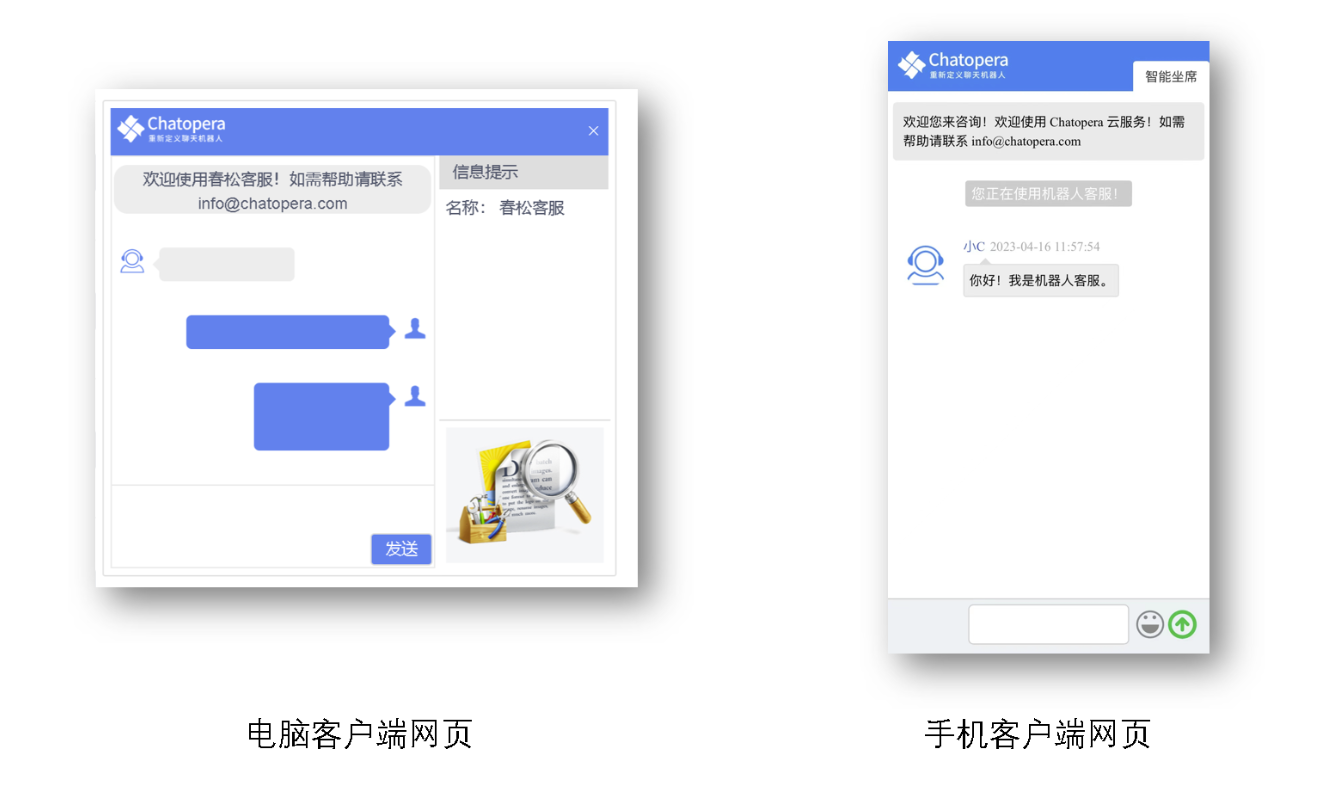 Chatopera
重新定义聊天机器人
×
欢迎使用春松客服！如需帮助请联系
info@chatopera.com
信息提示
名称： 春松客服
发送
电脑客户端网页
Chatopera
重新定义聊天机器人
智能坐席
欢迎您来咨询！欢迎使用 Chatopera 云服务！如需
帮助请联系 info@chatopera.com
您正在使用机器人客服！
小C 2023-04-16 11:57:54
你好！我是机器人客服。
手机客户端网页